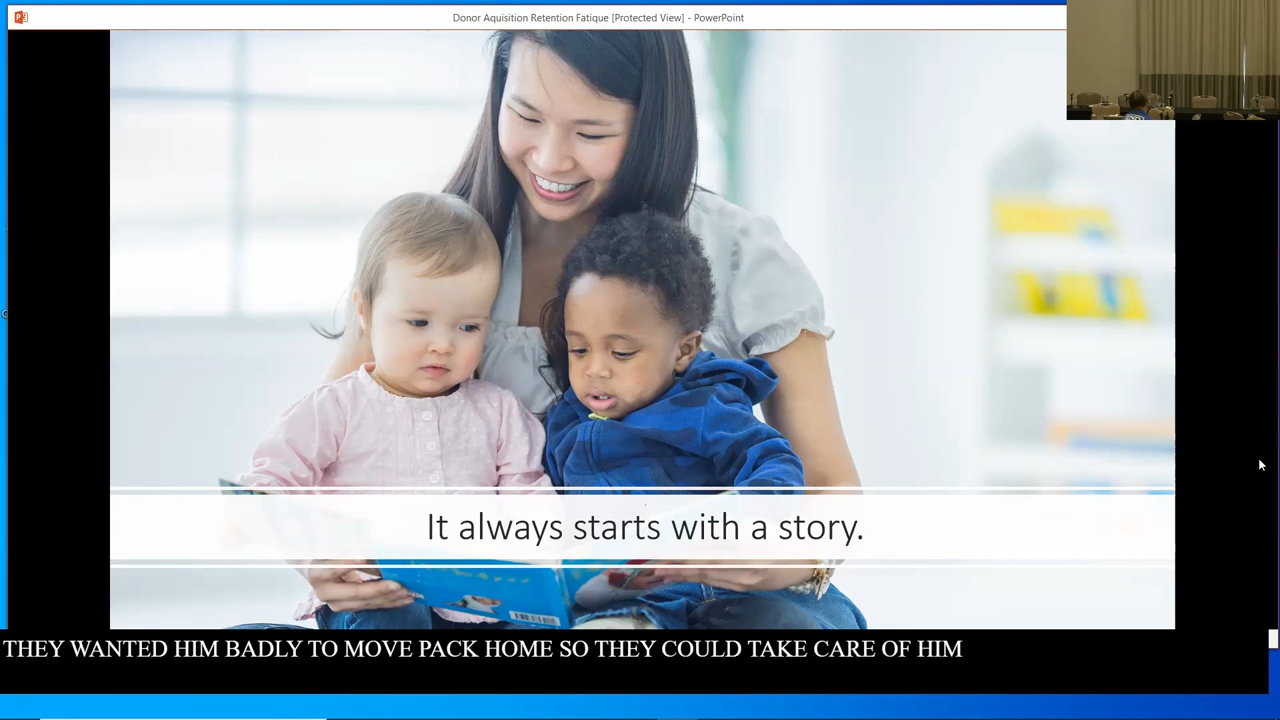 Donor Aquisition Retention Fatique [Protected View] - PowerPoint
It always starts with a story.
THEY WANTED HIM BADLY TO MOVE PACK HOME SO THEY COULD TAKE CARE OF HIM